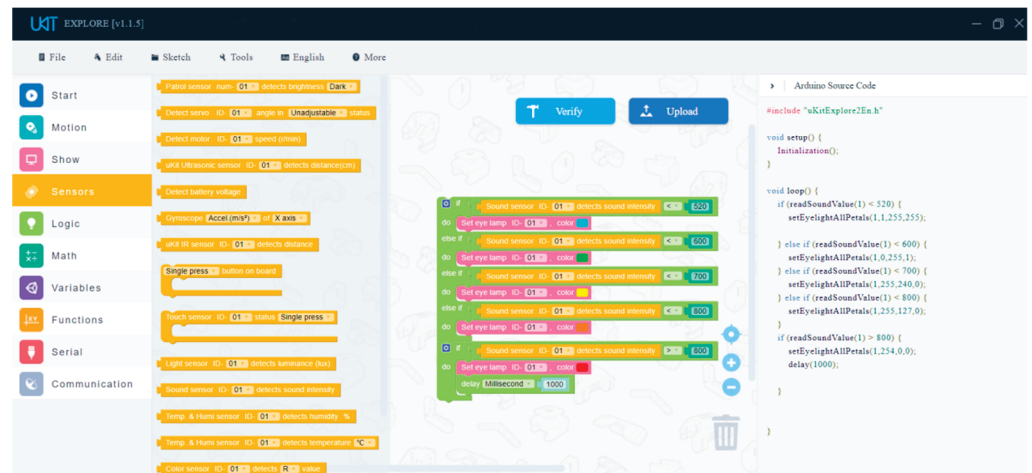 UKIT EXPLORE [v1.1.5]
File Edit Sketch Tools English More
Start
Motion
Show
Sensors
Logic
Math
Variables
Functions
Serial
Communication
Patrol sensor num- 01 detects brightness Dark
Detect servo ID- 01 angle in Unadjustable status
Detect motor ID- 01 speed (r/min)
uKit Ultrasonic sensor ID- 01 detects distance(cm)
Detect battery voltage
Gyroscope Accel (m/s²) of X axis
uKit IR sensor ID- 01 detects distance
Single press button on board
Touch sensor ID- 01 status Single press
Light sensor ID- 01 detects luminance (lux)
Sound sensor ID- 01 detects sound intensity
Temp. & Humi sensor ID- 01 detects humidity %
Temp. & Humi sensor ID- 01 detects temperature °C
Color sensor ID- 01 detects R value
Verify Upload
if Sound sensor ID- 01 detects sound intensity < 520
do Set eye lamp ID- 01 , color
else if Sound sensor ID- 01 detects sound intensity < 600
do Set eye lamp ID- 01 , color
else if Sound sensor ID- 01 detects sound intensity < 700
do Set eye lamp ID- 01 , color
else if Sound sensor ID- 01 detects sound intensity < 800
do Set eye lamp ID- 01 , color
if Sound sensor ID- 01 detects sound intensity > 800
do Set eye lamp ID- 01 , color
delay Millisecond 1000
Arduino Source Code
#include "uKitExplore2En.h"
void setup() {
Initialization();
}
void loop() {
if (readSoundValue(1) < 520) {
setEyelightAllPetals(1,1,255,255);
} else if (readSoundValue(1) < 600) {
setEyelightAllPetals(1,0,255,1);
} else if (readSoundValue(1) < 700) {
setEyelightAllPetals(1,255,240,0);
} else if (readSoundValue(1) < 800) {
setEyelightAllPetals(1,255,127,0);
}
if (readSoundValue(1) > 800) {
setEyelightAllPetals(1,254,0,0);
delay(1000);
}
}